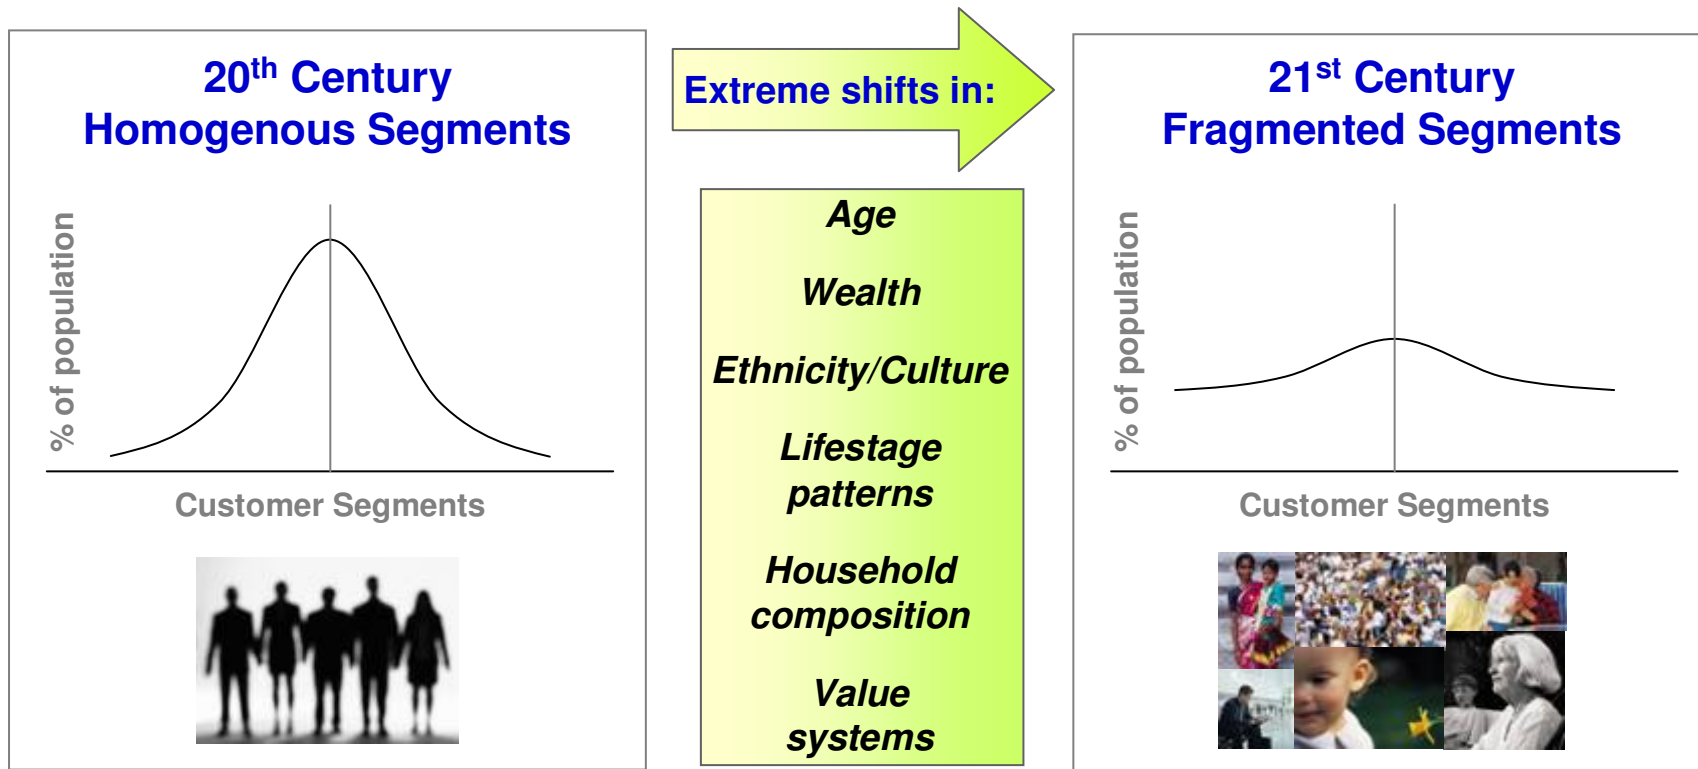 20th Century
Homogenous Segments
% of population
Customer Segments
Extreme shifts in:
Age
Wealth
Ethnicity/Culture
Lifestage
patterns
Household
composition
Value
systems
21st Century
Fragmented Segments
% of population
Customer Segments